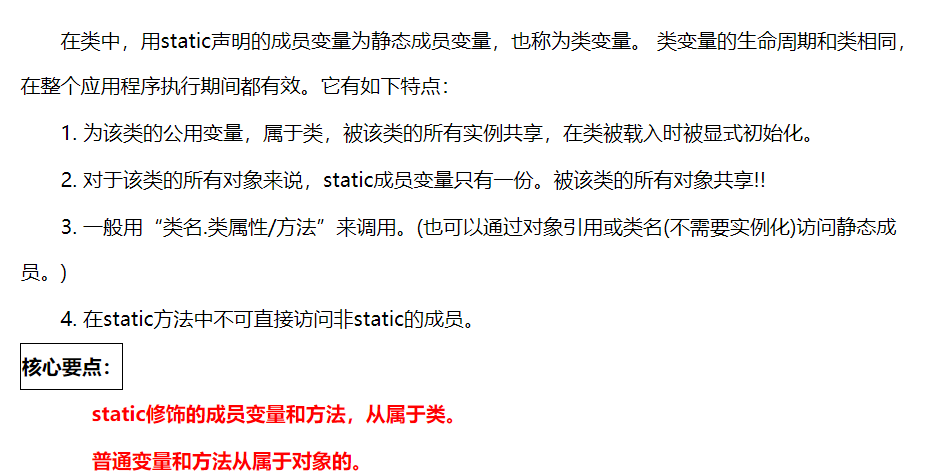 在类中，用static声明的成员变量为静态成员变量，也称为类变量。 类变量的生命周期和类相同，
在整个应用程序执行期间都有效。它有如下特点：
1. 为该类的公用变量，属于类，被该类的所有实例共享，在类被载入时被显式初始化。
2. 对于该类的所有对象来说，static成员变量只有一份。被该类的所有对象共享!!
3. 一般用“类名.类属性/方法”来调用。(也可以通过对象引用或类名(不需要实例化)访问静态成
员。)
4. 在static方法中不可直接访问非static的成员。
核心要点：
static修饰的成员变量和方法，从属于类。
普通变量和方法从属于对象的。